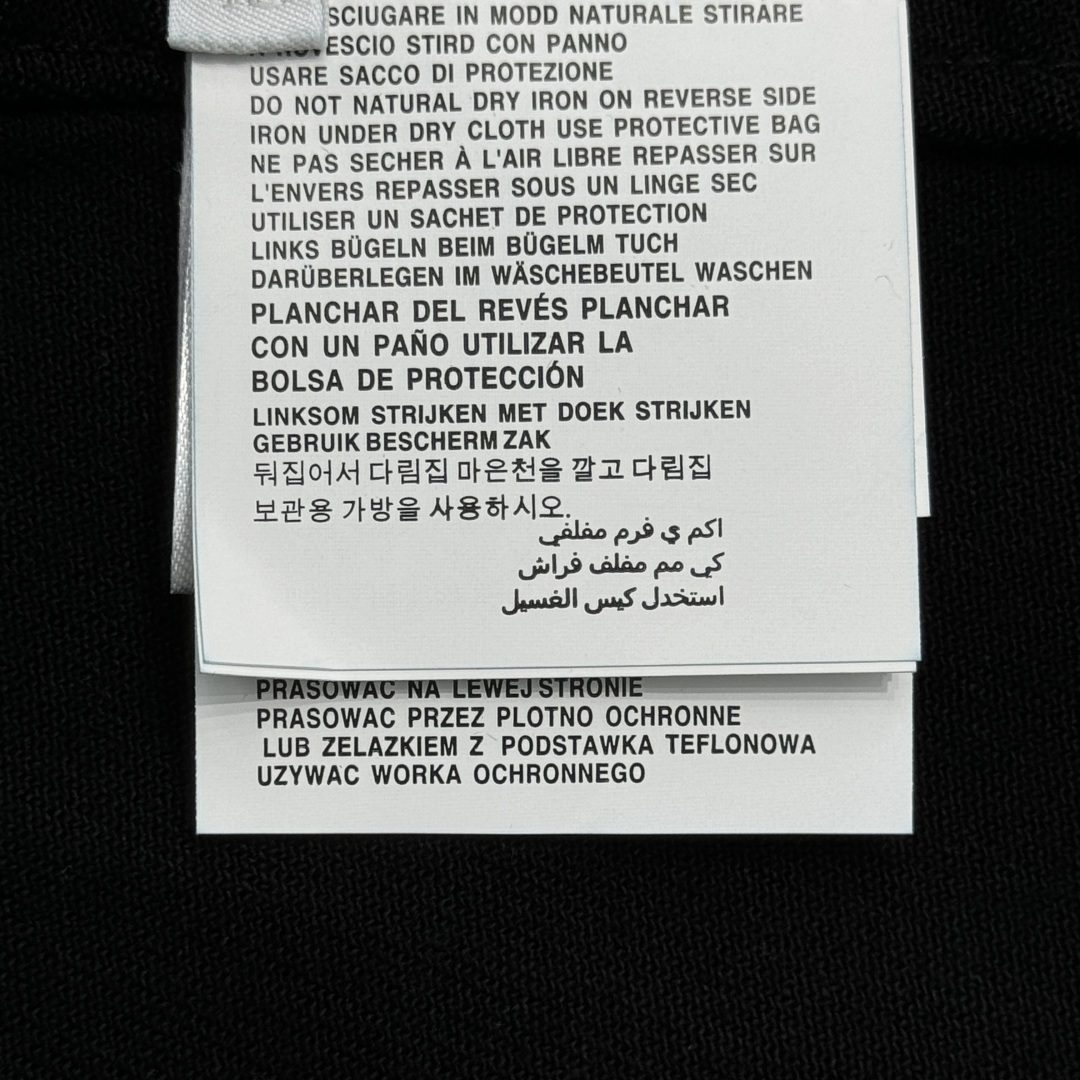 SCIUGARE IN MODD NATURALE STIRARE
ROVESCIO STIRD CON PANNO
USARE SACCO DI PROTEZIONE
DO NOT NATURAL DRY IRON ON REVERSE SIDE
IRON UNDER DRY CLOTH USE PROTECTIVE BAG
NE PAS SECHER À L'AIR LIBRE REPASSER SUR
L'ENVERS REPASSER SOUS UN LINGE SEC
UTILISER UN SACHET DE PROTECTION
LINKS BÜGELN BEIM BÜGELM TUCH
DARÜBERLEGEN IM WÄSCHEBEUTEL WASCHEN
PLANCHAR DEL REVÉS PLANCHAR
CON UN PAÑO UTILIZAR LA
BOLSA DE PROTECCIÓN
LINKSOM STRIJKEN MET DOEK STRIJKEN
GEBRUIK BESCHERM ZAK
둬집어서 다림집 마은천을 깔고 다림집
보관용 가방을 사용하시오.
اكم ي فرم مفلفي
كي مم مفلف فراش
استخدل كيس الغسيل
PRASOWAC NA LEWEJ STRONIE
PRASOWAC PRZEZ PLOTNO OCHRONNE
LUB ZELAZKIEM Z PODSTAWKA TEFLONOWA
UZYWAC WORKA OCHRONNEGO